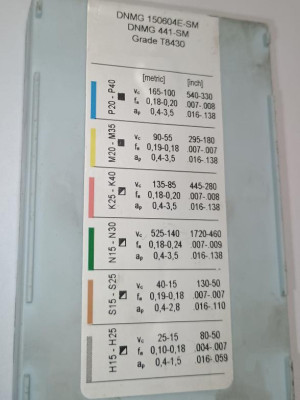 DNMG 150604E-SM
DNMG 441-SM
Grade T8430
[metric] [inch]
P20 - P40
vc 165-100 540-330
fn 0,18-0,20 .007-.008
ap 0,4-3,5 .016-.138
M20 - M35
vc 90-55 295-180
fn 0,19-0,18 .007-.007
ap 0,4-3,5 .016-.138
K25 - K40
vc 135-85 445-280
fn 0,18-0,20 .007-.008
ap 0,4-3,5 .016-.138
N15 - N30
vc 525-140 1720-460
fn 0,18-0,24 .007-.009
ap 0,4-3,5 .016-.138
S15 - S25
vc 40-15 130-50
fn 0,19-0,18 .007-.007
ap 0,4-2,8 .016-.110
H15 - H25
vc 25-15 80-50
fn 0,10-0,18 .004-.007
ap 0,4-1,5 .016-.059